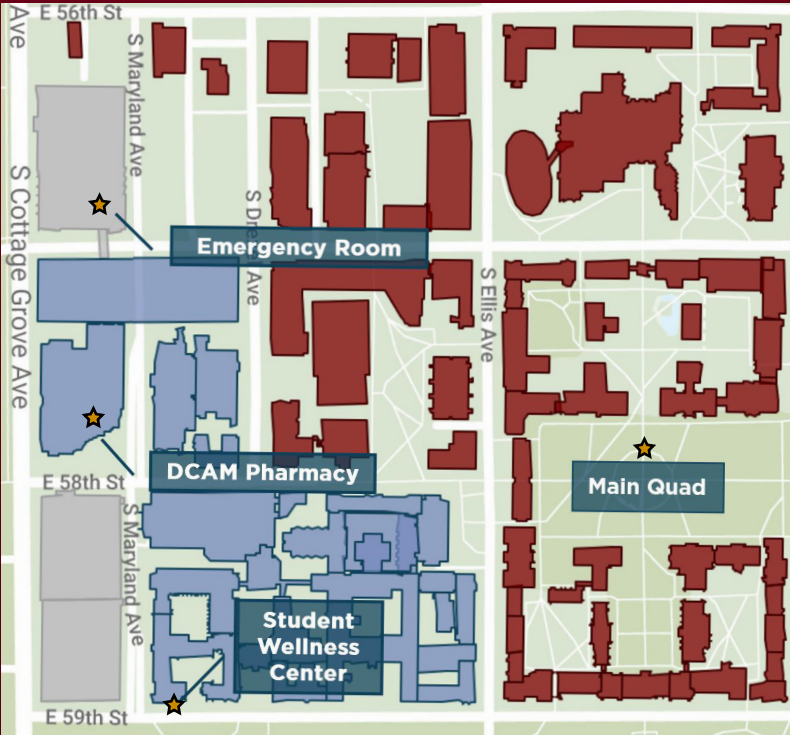 E 56th St
Ave
S Maryland Ave
S Cottage Grove Ave
S Dre
Ave
Emergency Room
S Ellis Ave
DCAM Pharmacy
E 58th St
Main Quad
S Maryland Ave
Student
Wellness
Center
E 59th St